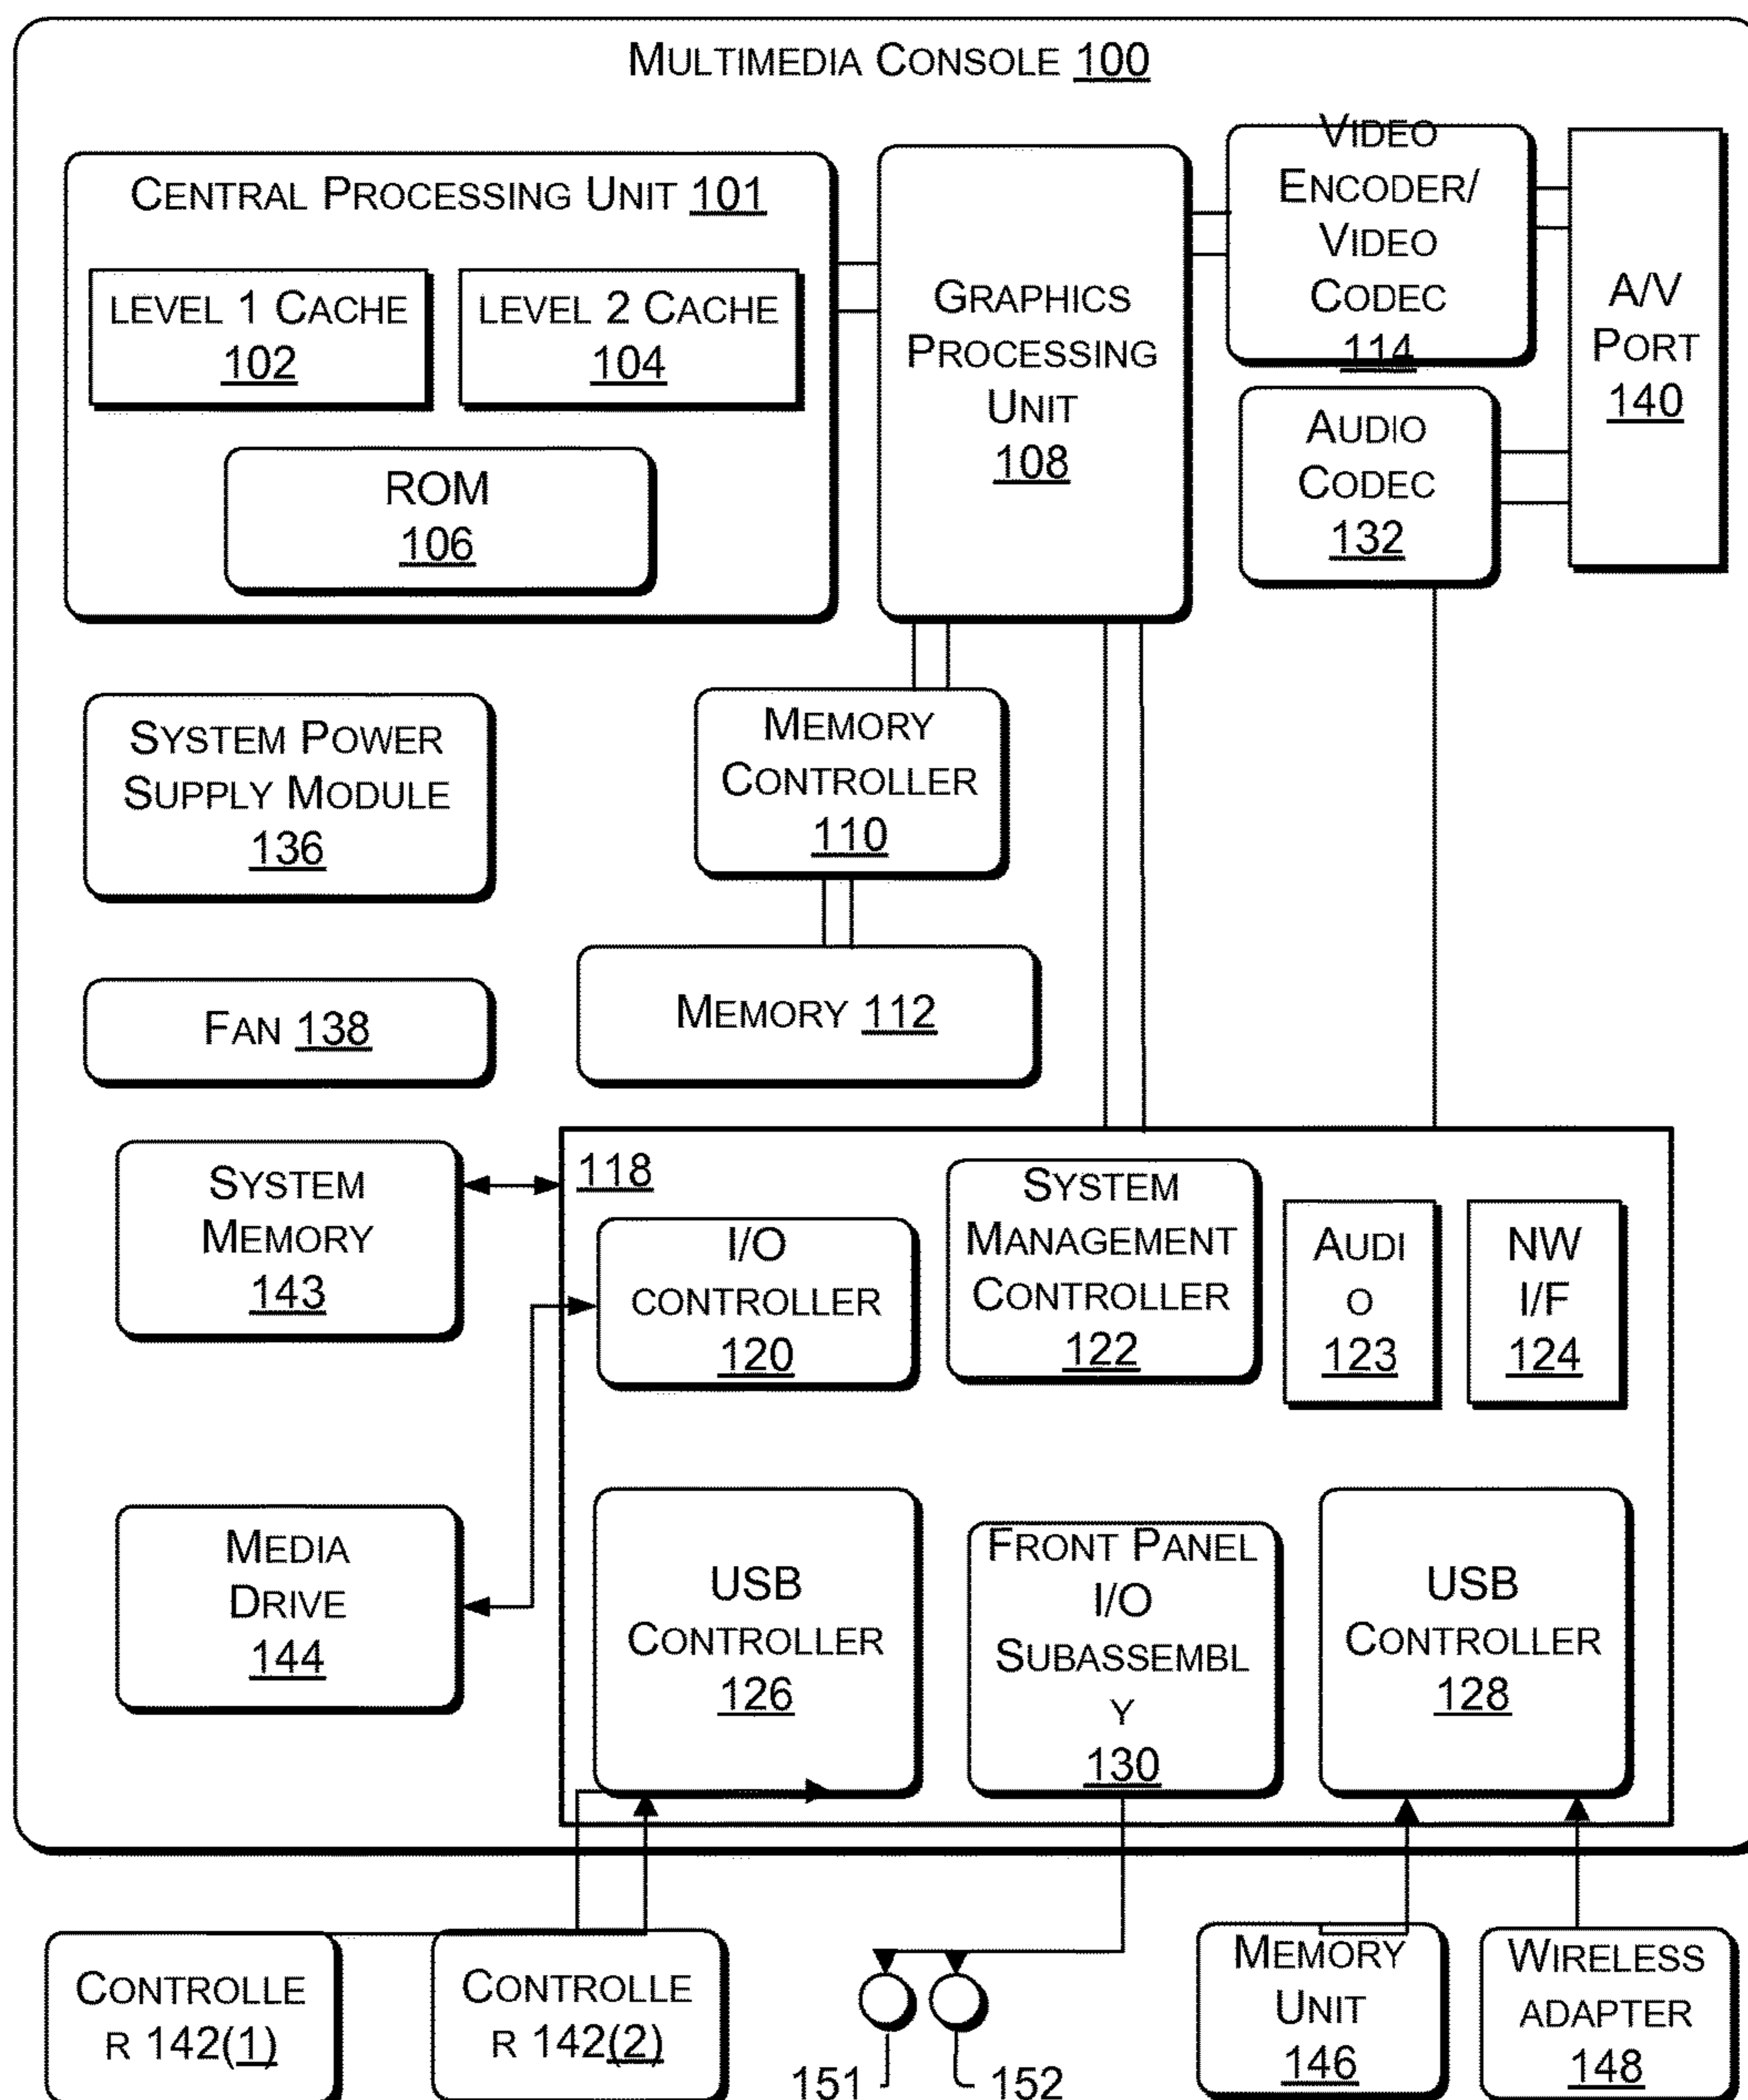 MULTIMEDIA CONSOLE 100
CENTRAL PROCESSING UNIT 101
LEVEL 1 CACHE
102
LEVEL 2 CACHE
104
ROM
106
GRAPHICS
PROCESSING
UNIT
108
VIDEO
ENCODER/
VIDEO
CODEC
114
AUDIO
CODEC
132
A/V
PORT
140
SYSTEM POWER
SUPPLY MODULE
136
MEMORY
CONTROLLER
110
FAN 138
MEMORY 112
SYSTEM
MEMORY
143
118
I/O
CONTROLLER
120
SYSTEM
MANAGEMENT
CONTROLLER
122
AUDI
O
123
NW
I/F
124
MEDIA
DRIVE
144
USB
CONTROLLER
126
FRONT PANEL
I/O
SUBASSEMBL
Y
130
USB
CONTROLLER
128
CONTROLLE
R 142(1)
CONTROLLE
R 142(2)
151
152
MEMORY
UNIT
146
WIRELESS
ADAPTER
148